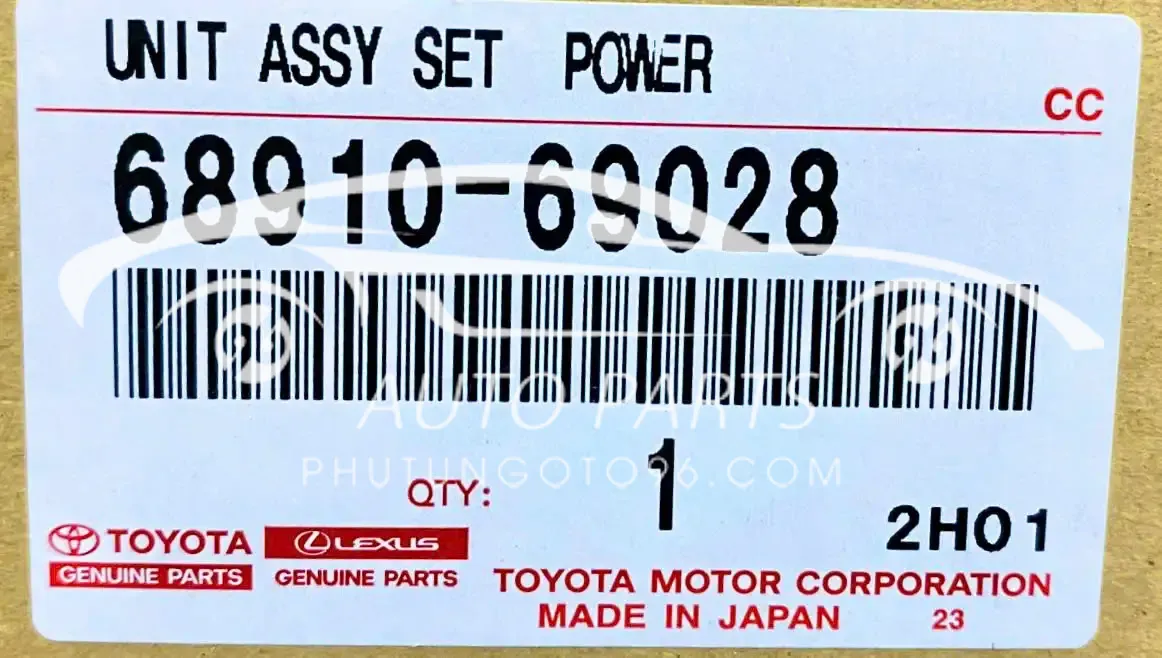 UNIT ASSY SET POWER
CC
68910-69028
AUTO PARTS
PHUTUNGOTO96.COM
QTY: 1
2H01
TOYOTA LEXUS
GENUINE PARTS GENUINE PARTS
TOYOTA MOTOR CORPORATION
MADE IN JAPAN 23